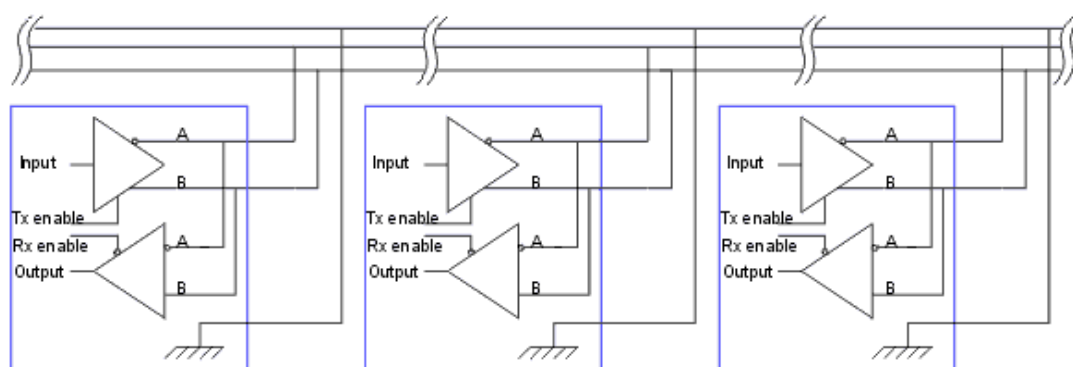 A
Input
B
Tx enable
Rx enable
A
Output
B
A
Input
B
Tx enable
Rx enable
A
Output
B
A
Input
B
Tx enable
Rx enable
A
Output
B